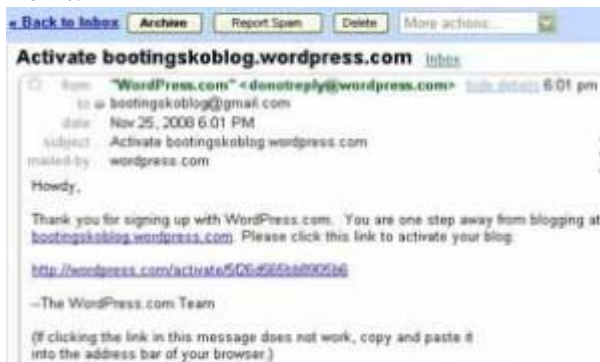 « Back to Inbox Archive Report Spam Delete More actions...
Activate bootingskoblog.wordpress.com Inbox
from "WordPress.com" <donotreply@wordpress.com> hide details 6:01 pm
to bootingskoblog@gmail.com
date Nov 25, 2008 6:01 PM
subject Activate bootingskoblog.wordpress.com
mailed-by wordpress.com
Howdy,
Thank you for signing up with WordPress.com. You are one step away from blogging at
bootingskoblog.wordpress.com. Please click this link to activate your blog:
http://wordpress.com/activate/
--The WordPress.com Team
(If clicking the link in this message does not work, copy and paste it
into the address bar of your browser.)